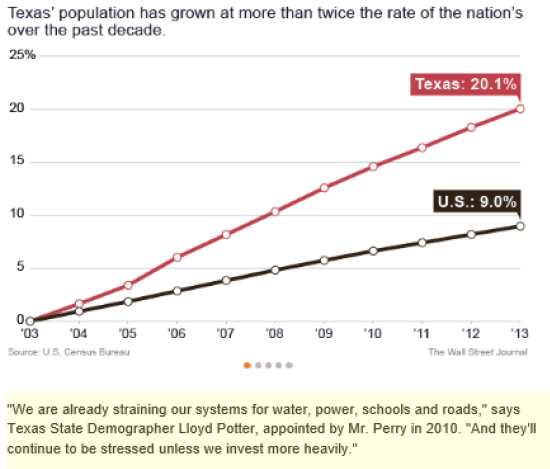 Texas' population has grown at more than twice the rate of the nation's
over the past decade.
25%
Texas: 20.1%
20
15
U.S.: 9.0%
10
5
0
'03 '04 '05 '06 '07 '08 '09 '10 '11 '12 '13
Source: U.S. Census Bureau The Wall Street Journal
"We are already straining our systems for water, power, schools and roads," says
Texas State Demographer Lloyd Potter, appointed by Mr. Perry in 2010. "And they'll
continue to be stressed unless we invest more heavily."